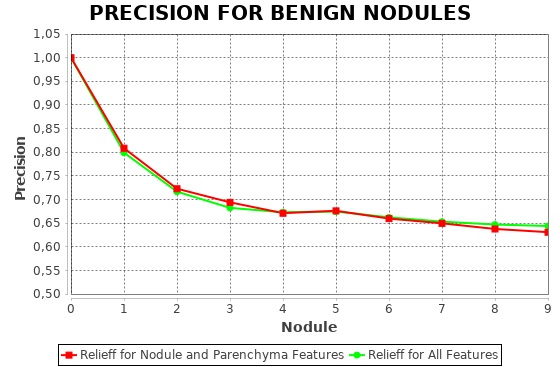 PRECISION FOR BENIGN NODULES
1,05
1,00
0,95
0,90
0,85
0,80
0,75
0,70
0,65
0,60
0,55
0,50
Precision
0 1 2 3 4 5 6 7 8 9
Nodule
Relieff for Nodule and Parenchyma Features Relieff for All Features